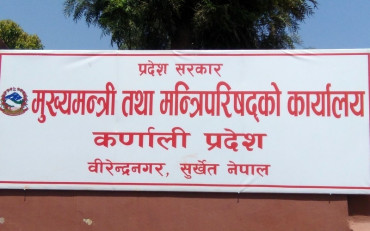 प्रदेश सरकार
मुख्यमन्त्री तथा मन्त्रिपरिषद्को कार्यालय
कर्णाली प्रदेश
वीरेन्द्रनगर, सुर्खेत नेपाल